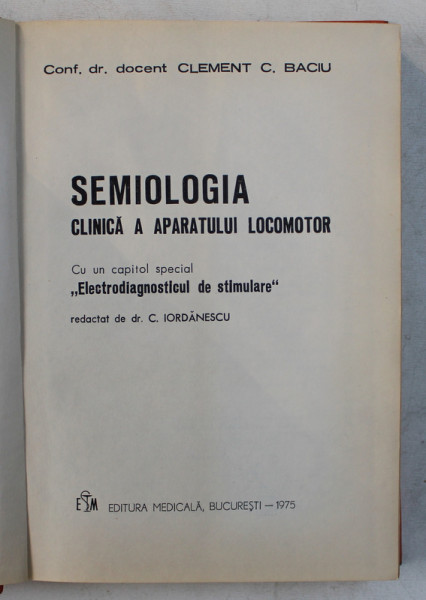 Conf. dr. docent CLEMENT C. BACIU
SEMIOLOGIA
CLINICĂ A APARATULUI LOCOMOTOR
Cu un capitol special
„Electrodiagnosticul de stimulare“
redactat de dr. C. IORDĂNESCU
EM EDITURA MEDICALĂ, BUCUREȘTI — 1975